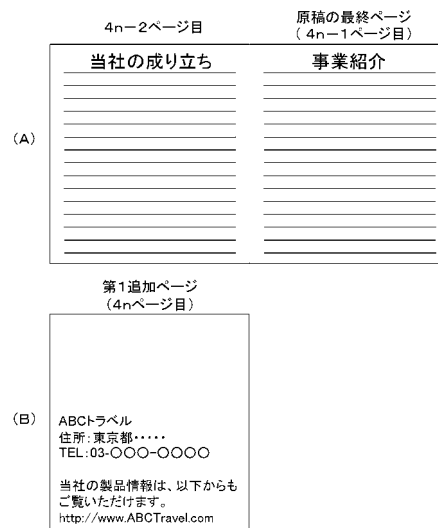 4n－2ページ目
原稿の最終ページ
（4n－1ページ目）
当社の成り立ち
事業紹介
（A）
第1追加ページ
（4nページ目）
（B）
ABCトラベル
住所：東京都・・・・・
TEL：03-〇〇〇-〇〇〇〇
当社の製品情報は、以下からも
ご覧いただけます。
http://www.ABCTravel.com